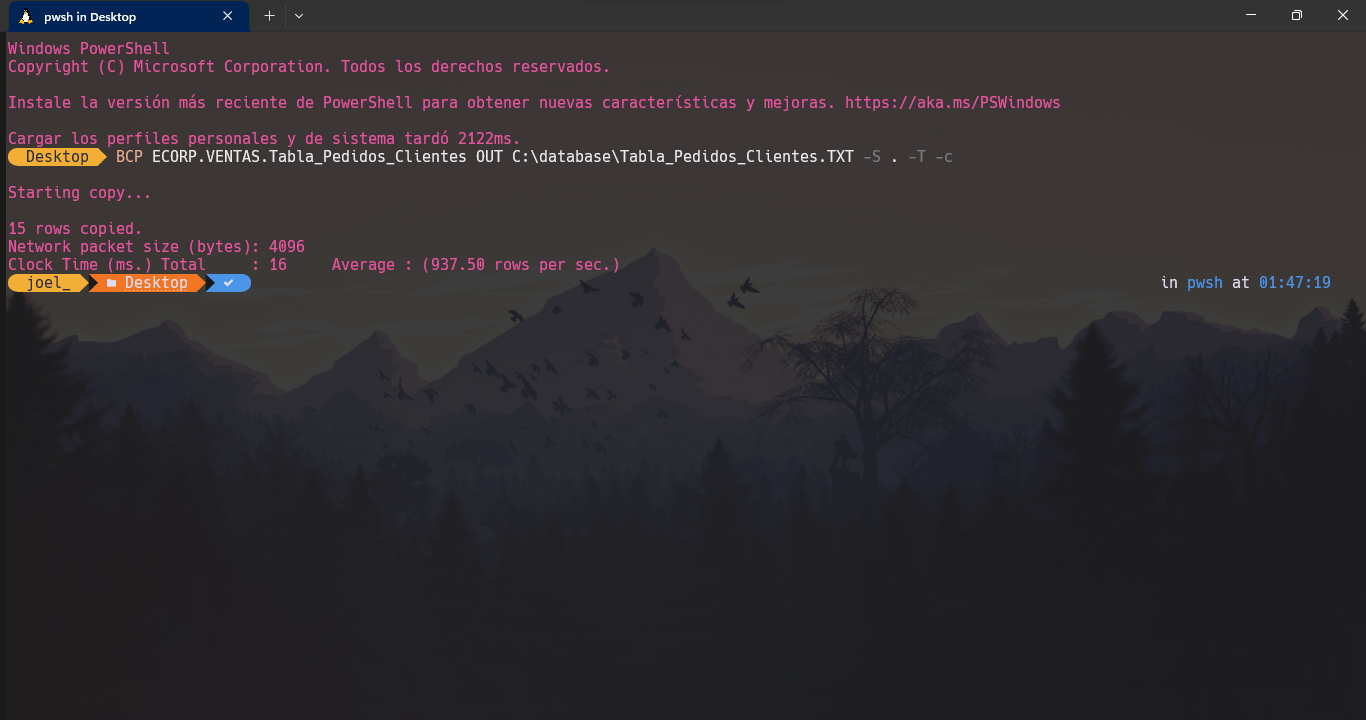 pwsh in Desktop
Windows PowerShell
Copyright (C) Microsoft Corporation. Todos los derechos reservados.
Instale la versión más reciente de PowerShell para obtener nuevas características y mejoras. https://aka.ms/PSWindows
Cargar los perfiles personales y de sistema tardó 2122ms.
Desktop BCP ECORP.VENTAS.Tabla_Pedidos_Clientes OUT C:\database\Tabla_Pedidos_Clientes.TXT -S . -T -c
Starting copy...
15 rows copied.
Network packet size (bytes): 4096
Clock Time (ms.) Total     : 16     Average : (937.50 rows per sec.)
joel_ Desktop in pwsh at 01:47:19